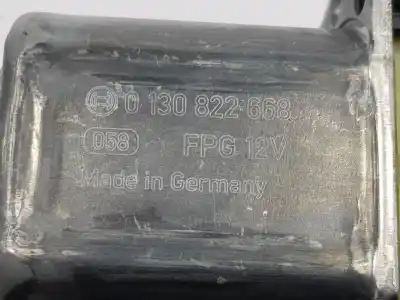 0 130 822 668
058 FPG 12V
Made in Germany